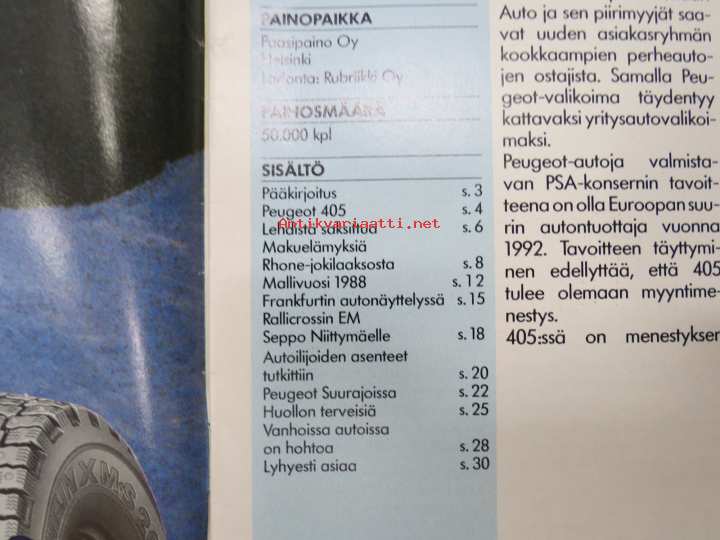 PAINOPAIKKA
Puosipaino Oy
Helsinki
Ladonta: Rubriikki Oy
PAINOSMÄÄRÄ
50.000 kpl
SISÄLTÖ
Pääkirjoitus s. 3
Peugeot 405 s. 4
Lehdistä saksittua s. 6
Makuelämyksiä
Rhone-jokilaaksosta s. 8
Mallivuosi 1988 s. 12
Frankfurtin autonäyttelyssä s. 15
Rallicrossin EM
Seppo Niittymäelle s. 18
Autoilijoiden asenteet
tutkittiin s. 20
Peugeot Suurajoissa s. 22
Huollon terveisiä s. 25
Vanhoissa autoissa
on hohtoa s. 28
Lyhyesti asiaa s. 30
Auto ja sen piirimyyjät saa-
vat uuden asiakasryhmän
kookkaampien perheauto-
jen ostajista. Samalla Peu-
geot-valikoima täydentyy
kattavaksi yritysautovalikoi-
maksi.
Peugeot-autoja valmista-
van PSA-konsernin tavoit-
teena on olla Euroopan suu-
rin autontuottaja vuonna
1992. Tavoitteen täyttymi-
nen edellyttää, että 405
tulee olemaan myyntime-
nestys.
405:ssä on menestyksen
Antikvariaatti.net
XM+S